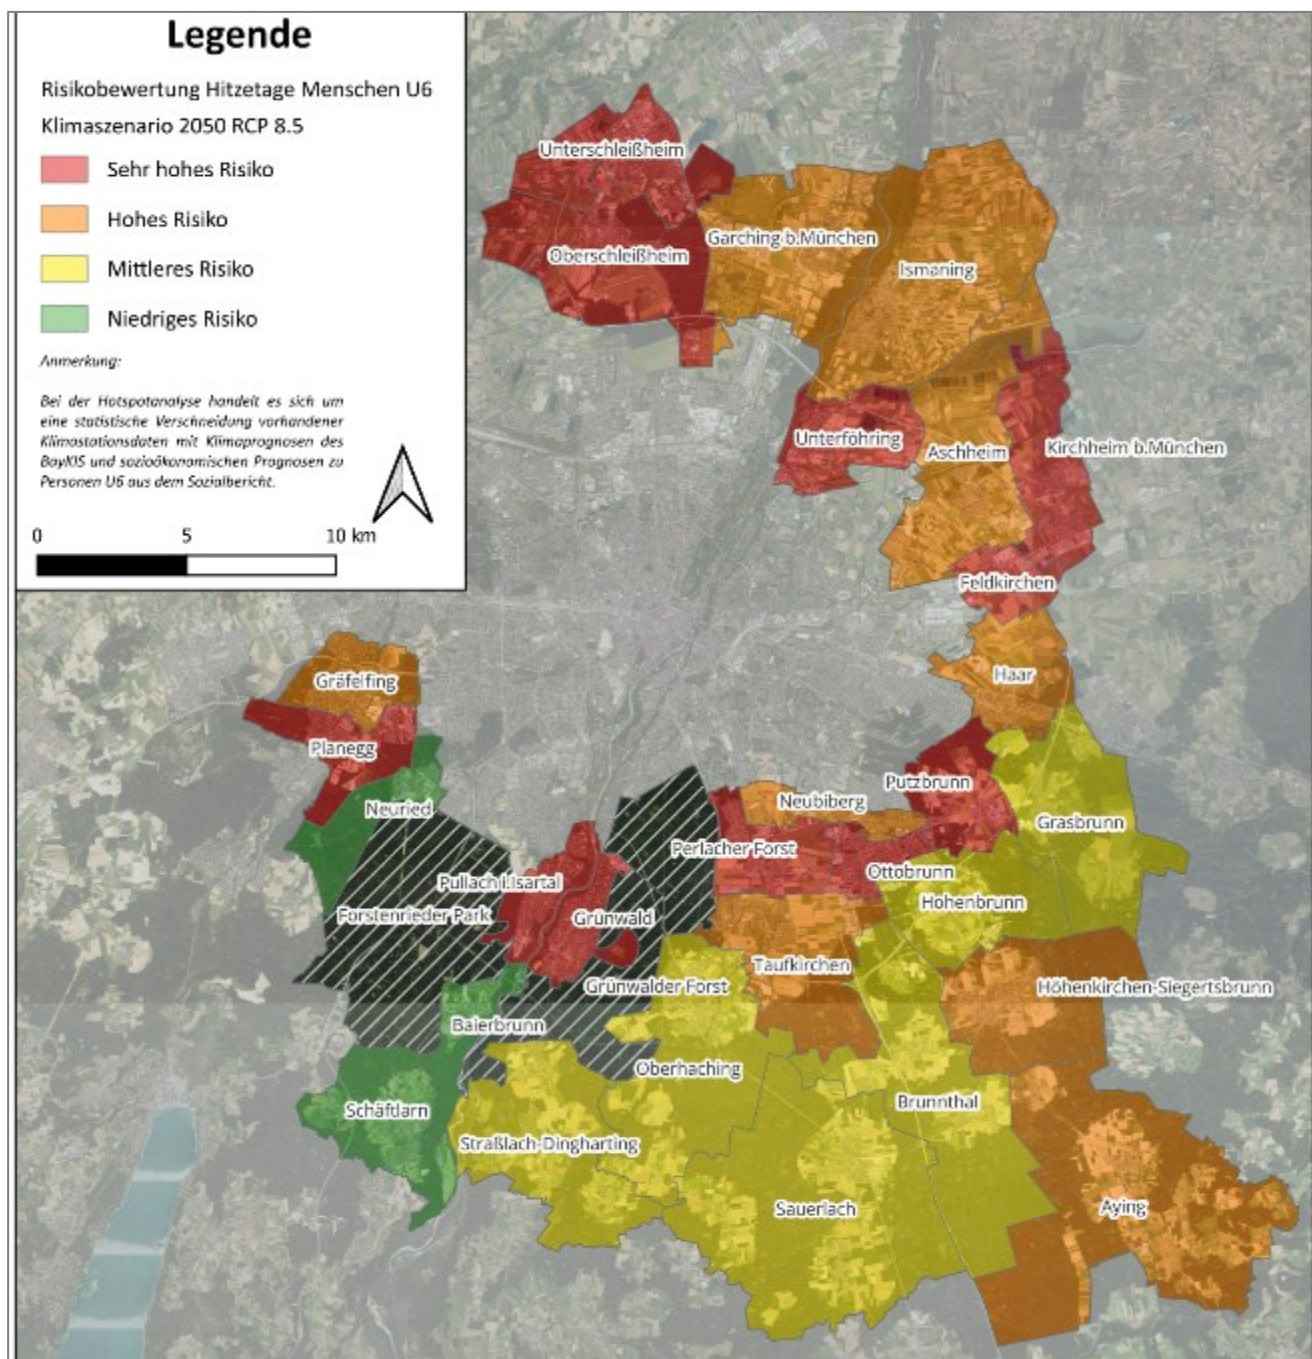 Legende
Risikobewertung Hitzetage Menschen U6
Klimaszenario 2050 RCP 8.5
Sehr hohes Risiko
Hohes Risiko
Mittleres Risiko
Niedriges Risiko
Anmerkung:
Bei der Hotspotanalyse handelt es sich um
eine statistische Verschneidung vorhandener
Klimastationsdaten mit Klimaprognosen des
BayKIS und sozioökonomischen Prognosen zu
Personen U6 aus dem Sozialbericht.
0 5 10 km
Unterschleißheim
Garching b.München
Oberschleißheim
Ismaning
Unterföhring
Aschheim
Kirchheim b.München
Feldkirchen
Haar
Gräfelfing
Planegg
Neuried
Putzbrunn
Neubiberg
Grasbrunn
Perlacher Forst
Ottobrunn
Pullach i.Isartal
Hohenbrunn
Forstenrieder Park
Grünwald
Taufkirchen
Grünwalder Forst
Höhenkirchen-Siegertsbrunn
Baierbrunn
Oberhaching
Brunnthal
Schäftlarn
Straßlach-Dingharting
Sauerlach
Aying